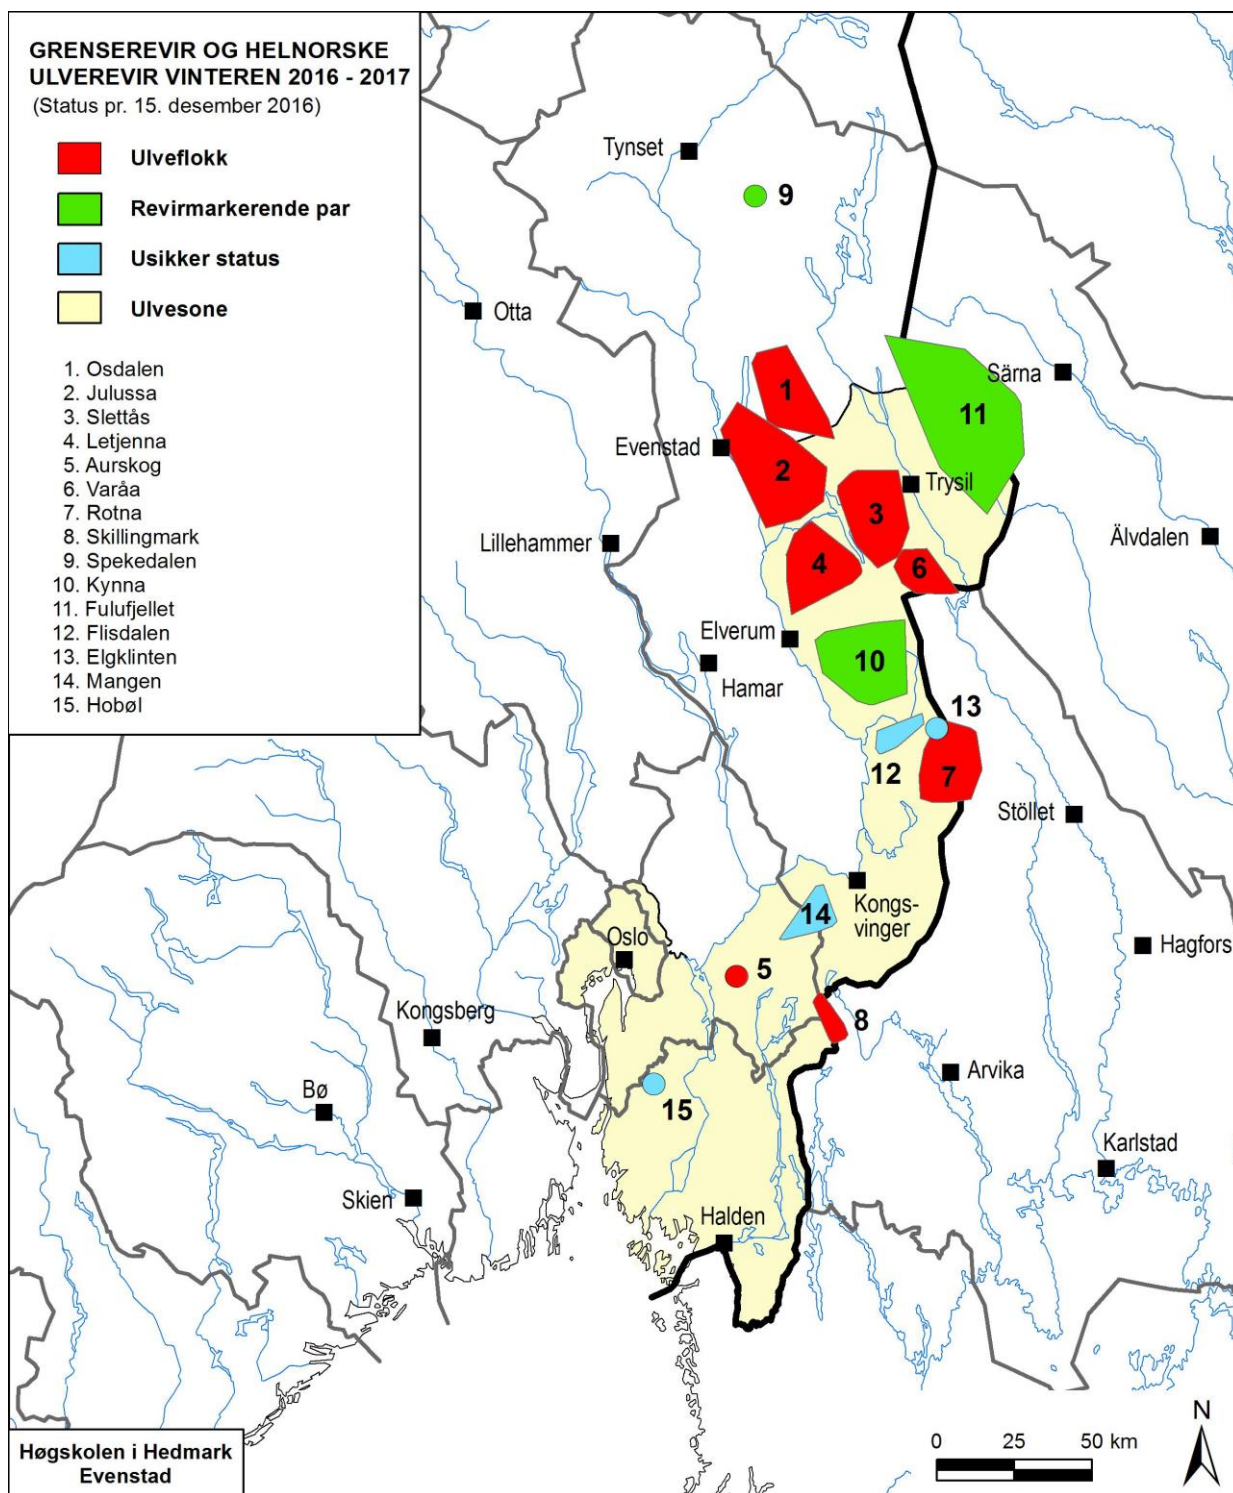 GRENSEREVIR OG HELNORSKE
ULVEREVIR VINTEREN 2016 - 2017
(Status pr. 15. desember 2016)
Ulveflokk
Revirmarkerende par
Usikker status
Ulvesone
1. Osdalen
2. Julussa
3. Slettås
4. Letjenna
5. Aurskog
6. Varåa
7. Rotna
8. Skillingmark
9. Spekedalen
10. Kynna
11. Fulufjellet
12. Flisdalen
13. Elgklinten
14. Mangen
15. Hobøl
Tynset
9
Otta
Särna
1
11
Evenstad
2
Trysil
3
Lillehammer
Älvdalen
4
6
Elverum
10
Hamar
13
12
7
Stöllet
Kongs-
vinger
14
Oslo
Hagfors
5
Kongsberg
8
Arvika
Bø
15
Karlstad
Skien
Halden
N
0 25 50 km
Høgskolen i Hedmark
Evenstad